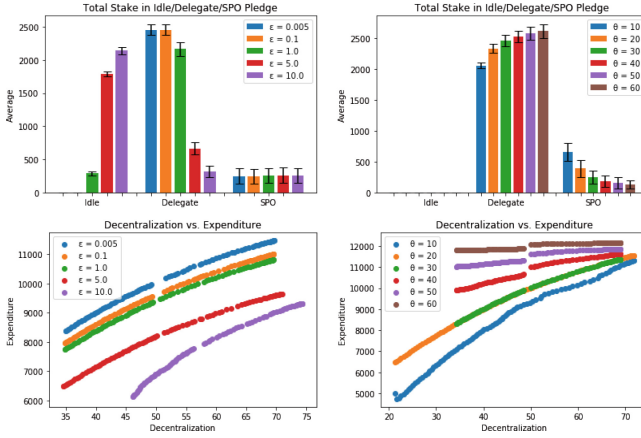 Total Stake in Idle/Delegate/SPO Pledge
2500
2000
1500
1000
500
0
Average
Idle
Delegate
SPO
ε = 0.005
ε = 0.1
ε = 1.0
ε = 5.0
ε = 10.0
Total Stake in Idle/Delegate/SPO Pledge
2500
2000
1500
1000
500
0
Average
Idle
Delegate
SPO
θ = 10
θ = 20
θ = 30
θ = 40
θ = 50
θ = 60
Decentralization vs. Expenditure
11000
10000
9000
8000
7000
6000
Expenditure
ε = 0.005
ε = 0.1
ε = 1.0
ε = 5.0
ε = 10.0
35 40 45 50 55 60 65 70 75
Decentralization
Decentralization vs. Expenditure
12000
11000
10000
9000
8000
7000
6000
5000
Expenditure
θ = 10
θ = 20
θ = 30
θ = 40
θ = 50
θ = 60
20 30 40 50 60 70
Decentralization